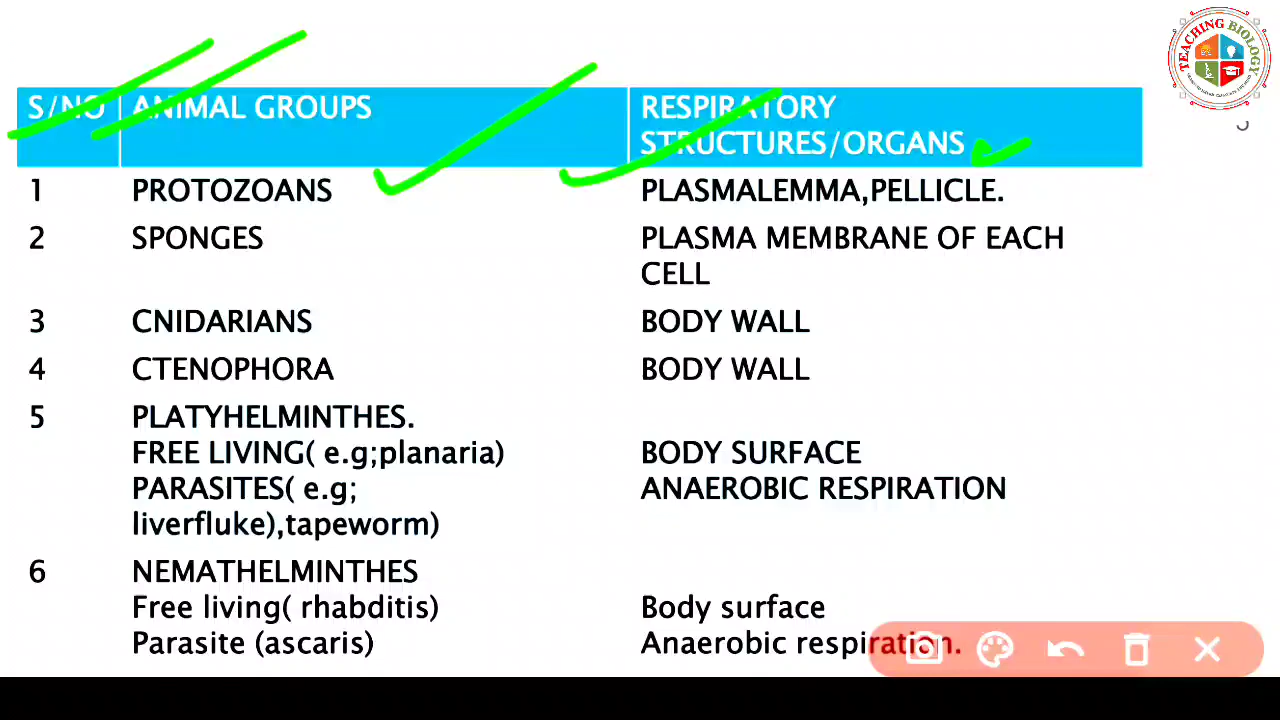 TEACHING BIOLOGY
S/NO ANIMAL GROUPS RESPIRATORY
STRUCTURES/ORGANS
1 PROTOZOANS PLASMALEMMA,PELLICLE.
2 SPONGES PLASMA MEMBRANE OF EACH
CELL
3 CNIDARIANS BODY WALL
4 CTENOPHORA BODY WALL
5 PLATYHELMINTHES.
FREE LIVING( e.g;planaria) BODY SURFACE
PARASITES( e.g; ANAEROBIC RESPIRATION
liverfluke),tapeworm)
6 NEMATHELMINTHES
Free living( rhabditis) Body surface
Parasite (ascaris) Anaerobic respiration.